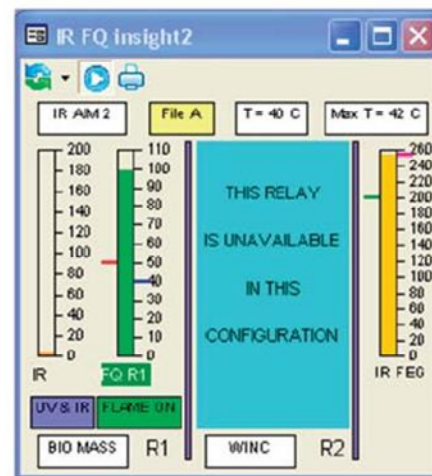 IR FQ insight2
IR AIM 2 File A T= 40 C Max T= 42 C
200 110 260
180 100 240
160 90 220
140 80 200
120 70 180
100 60 160
80 50 140
60 40 120
40 30 100
20 20 80
0 10 60
0 40
20
0
THIS RELAY
IS UNAVAILABLE
IN THIS
CONFIGURATION
IR FQ R1 IR FEG
UV & IR FLAME ON
BIO MASS R1 WINC R2